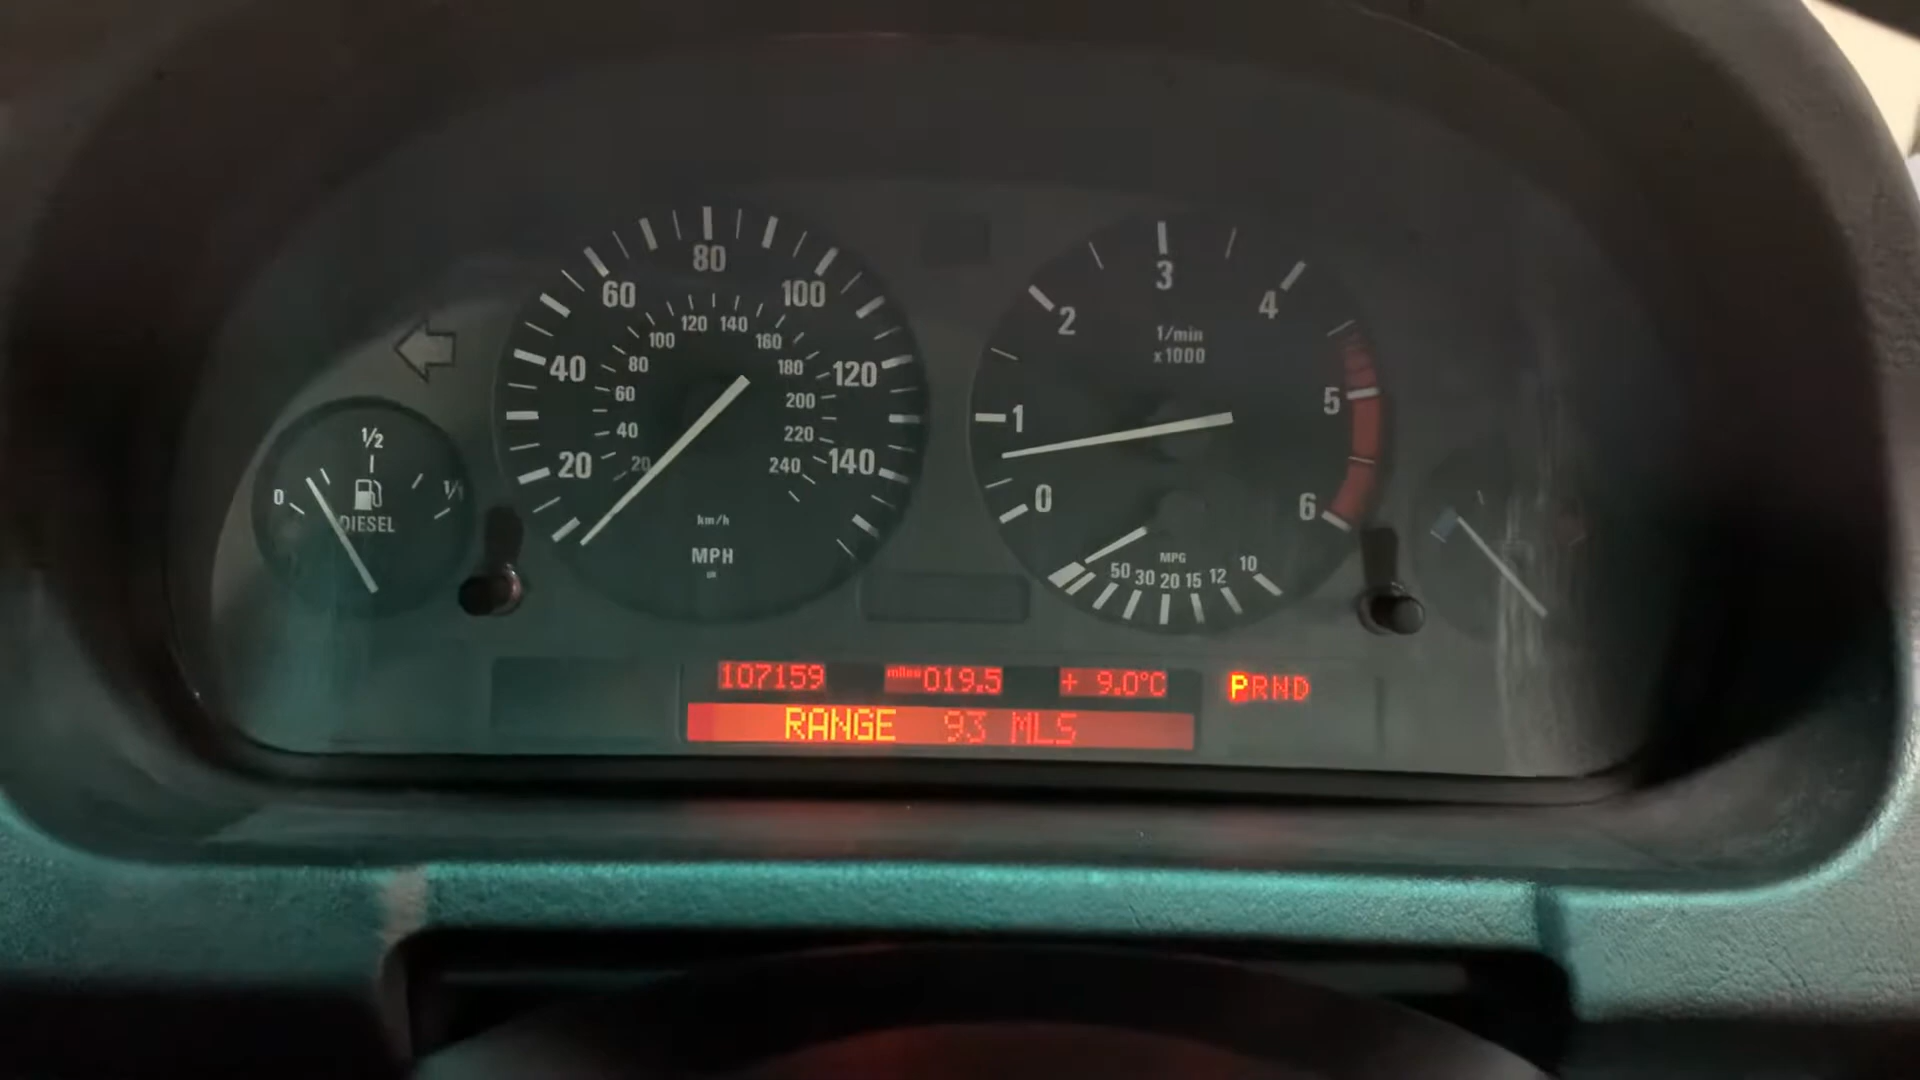 0 1/2 1/1
DIESEL
20 40 60 80 100 120 140
20 40 60 80 100 120 140 160 180 200 220 240
km/h
MPH
0 1 2 3 4 5 6
1/min
x1000
MPG
50 30 20 15 12 10
107159 miles 019.5 + 9.0°C PRND
RANGE 93 MLS